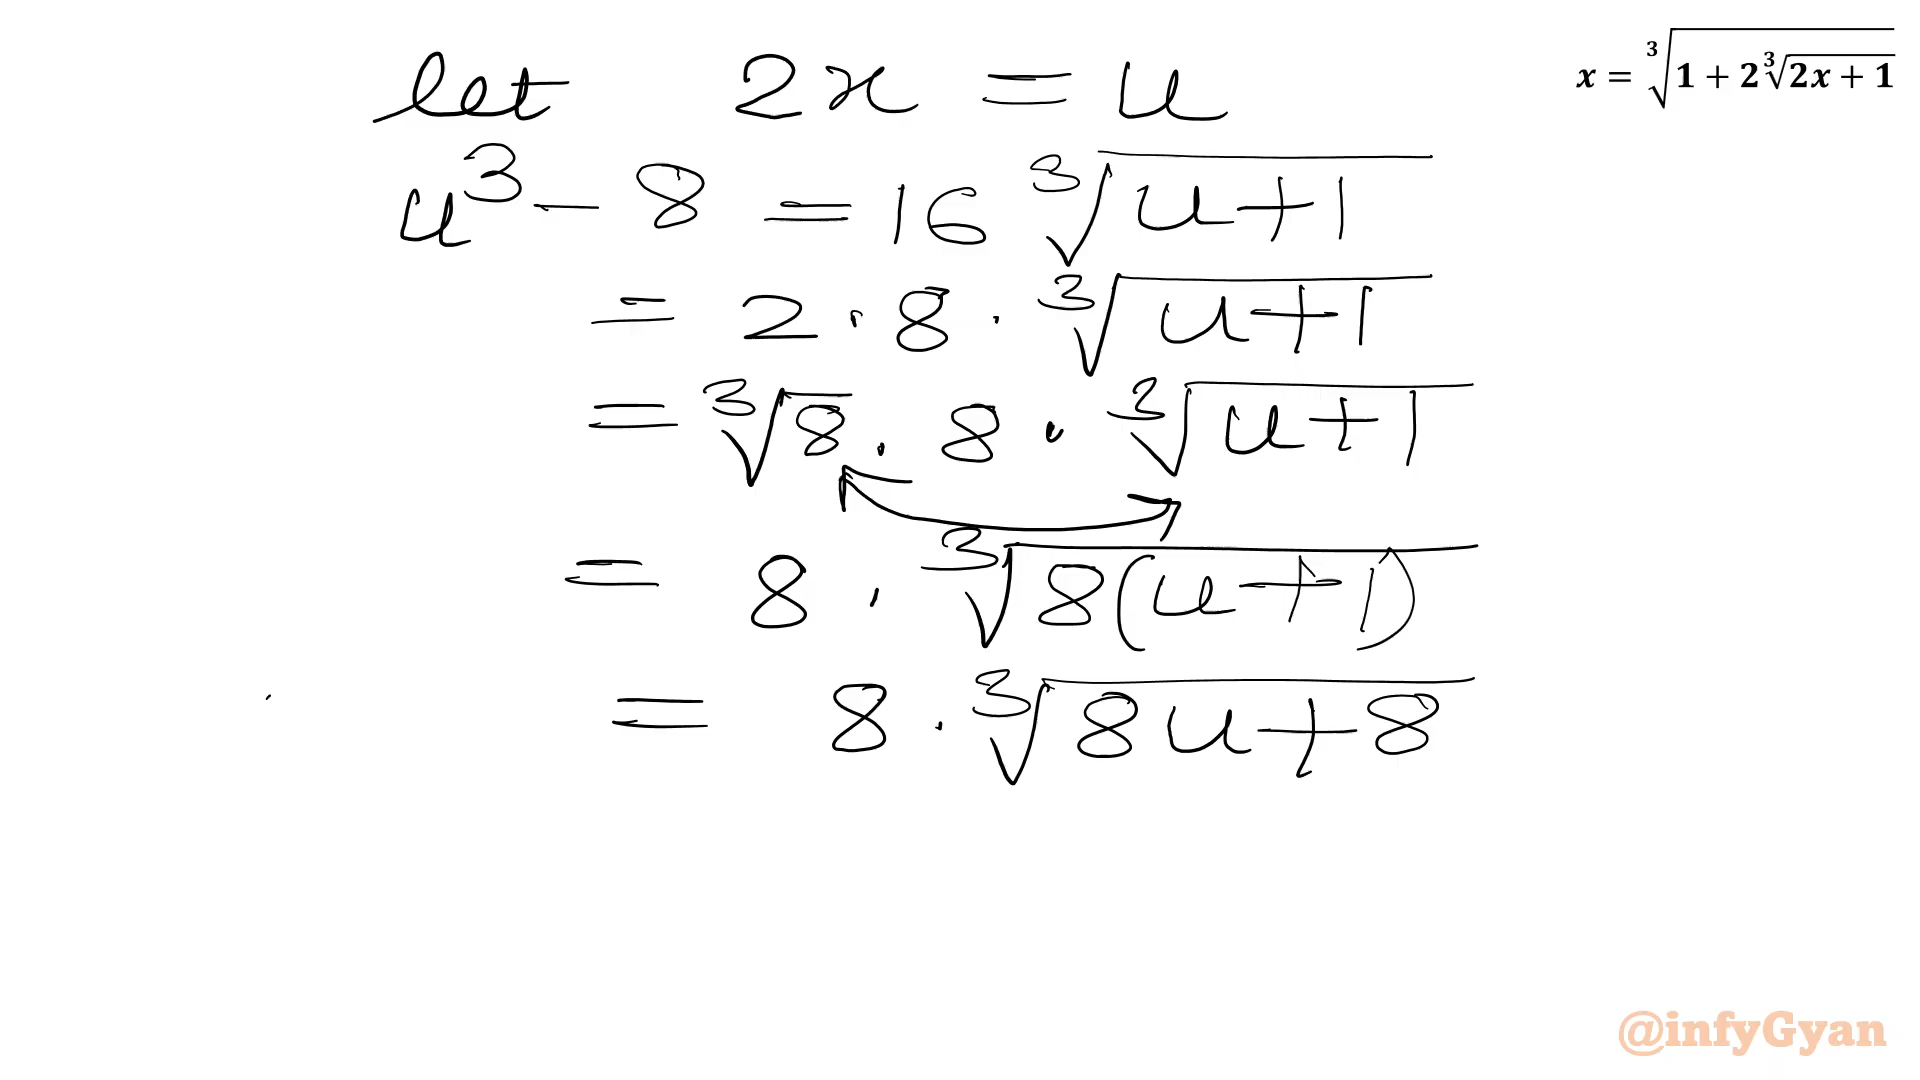 x = ∛(1 + 2∛(2x + 1))
let 2x = u
u³ - 8 = 16 ∛(u+1)
= 2 · 8 · ∛(u+1)
= ∛8 · 8 · ∛(u+1)
= 8 · ∛(8(u+1))
= 8 · ∛(8u+8)
@infyGyan